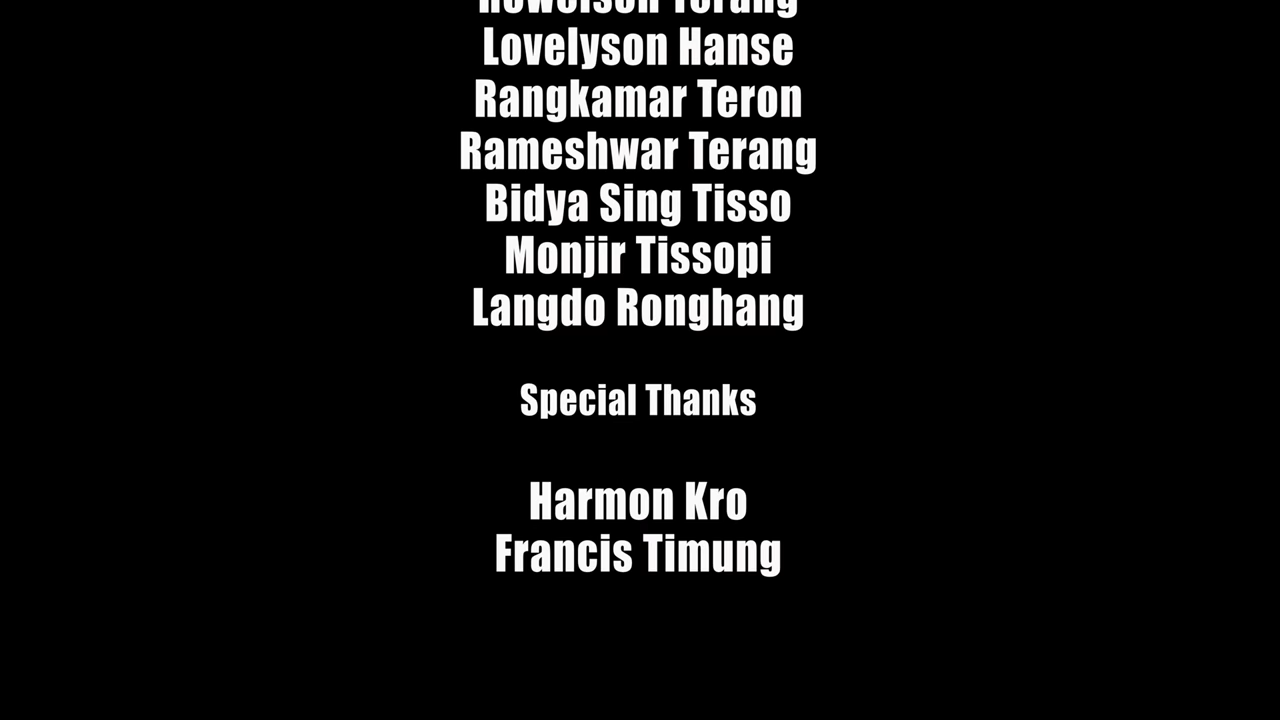 Terang
Lovelyson Hanse
Rangkamar Teron
Rameshwar Terang
Bidya Sing Tisso
Monjir Tissopi
Langdo Ronghang
Special Thanks
Harmon Kro
Francis Timung